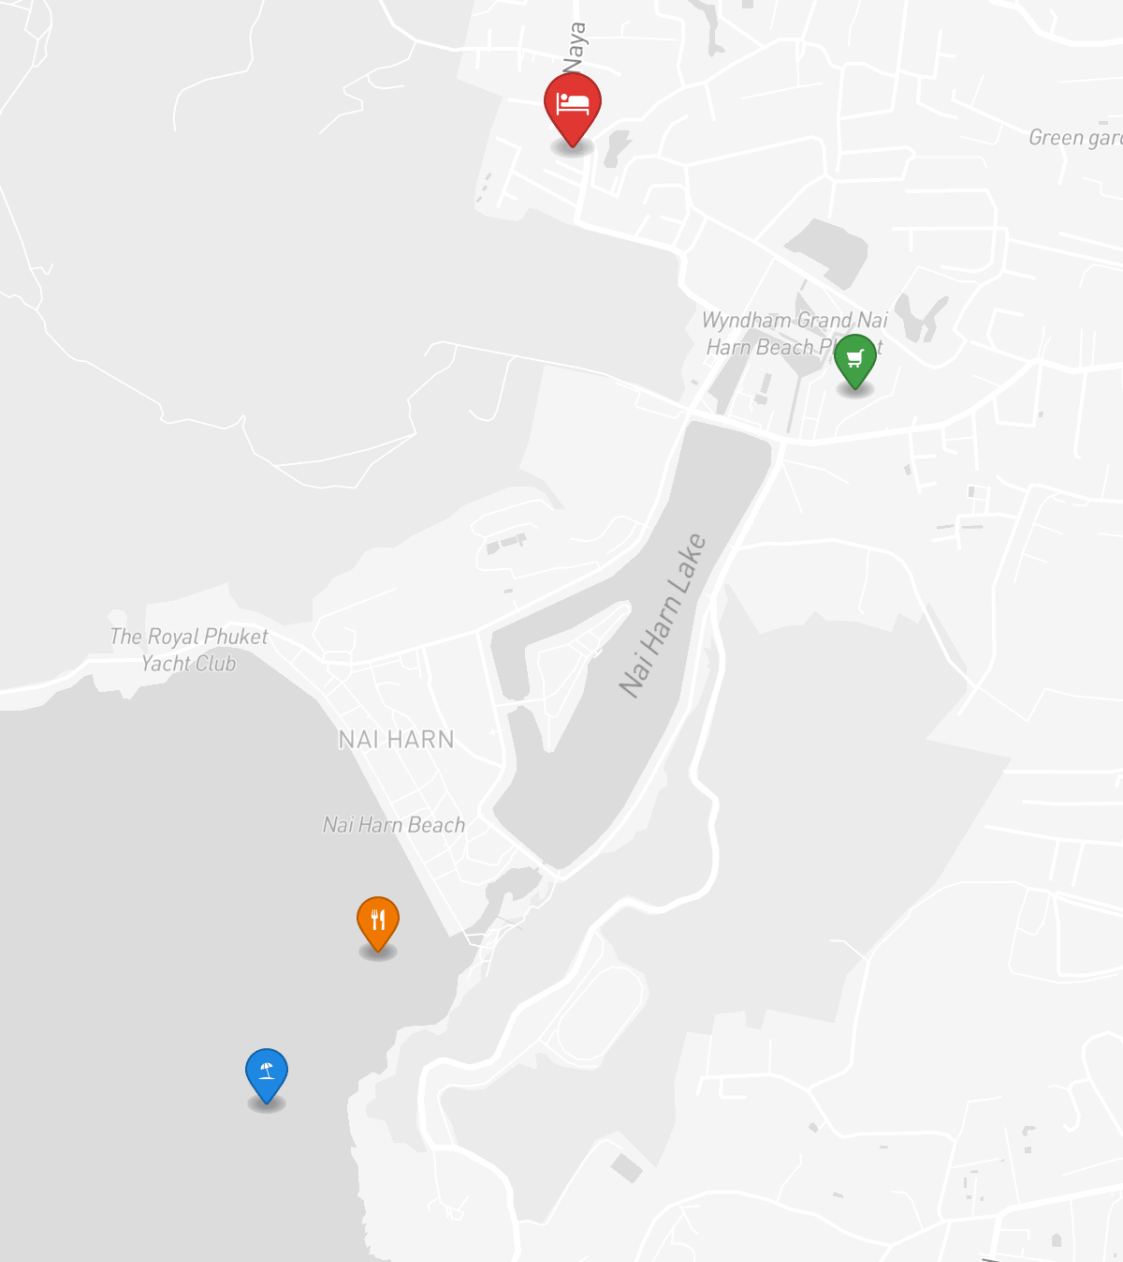 Naya
Green gard
Wyndham Grand Nai
Harn Beach
Nai Harn Lake
The Royal Phuket
Yacht Club
NAI HARN
Nai Harn Beach